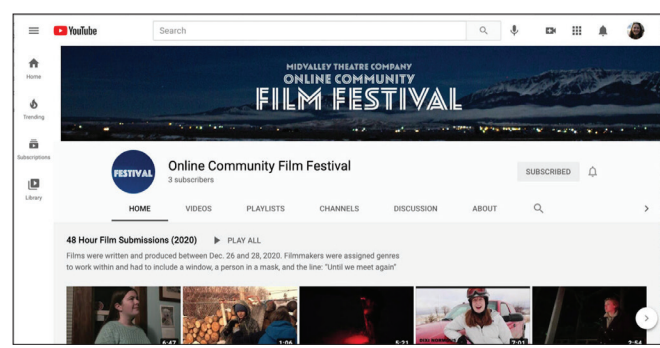 YouTube
Search
Home
Trending
Subscriptions
Library
MIDVALLEY THEATRE COMPANY
ONLINE COMMUNITY
FILM FESTIVAL
FESTIVAL
Online Community Film Festival
3 subscribers
SUBSCRIBED
HOME VIDEOS PLAYLISTS CHANNELS DISCUSSION ABOUT
48 Hour Film Submissions (2020) PLAY ALL
Films were written and produced between Dec. 26 and 28, 2020. Filmmakers were assigned genres
to work within and had to include a window, a person in a mask, and the line: "Until we meet again"
6:47 1:06 5:21 7:01 2:54